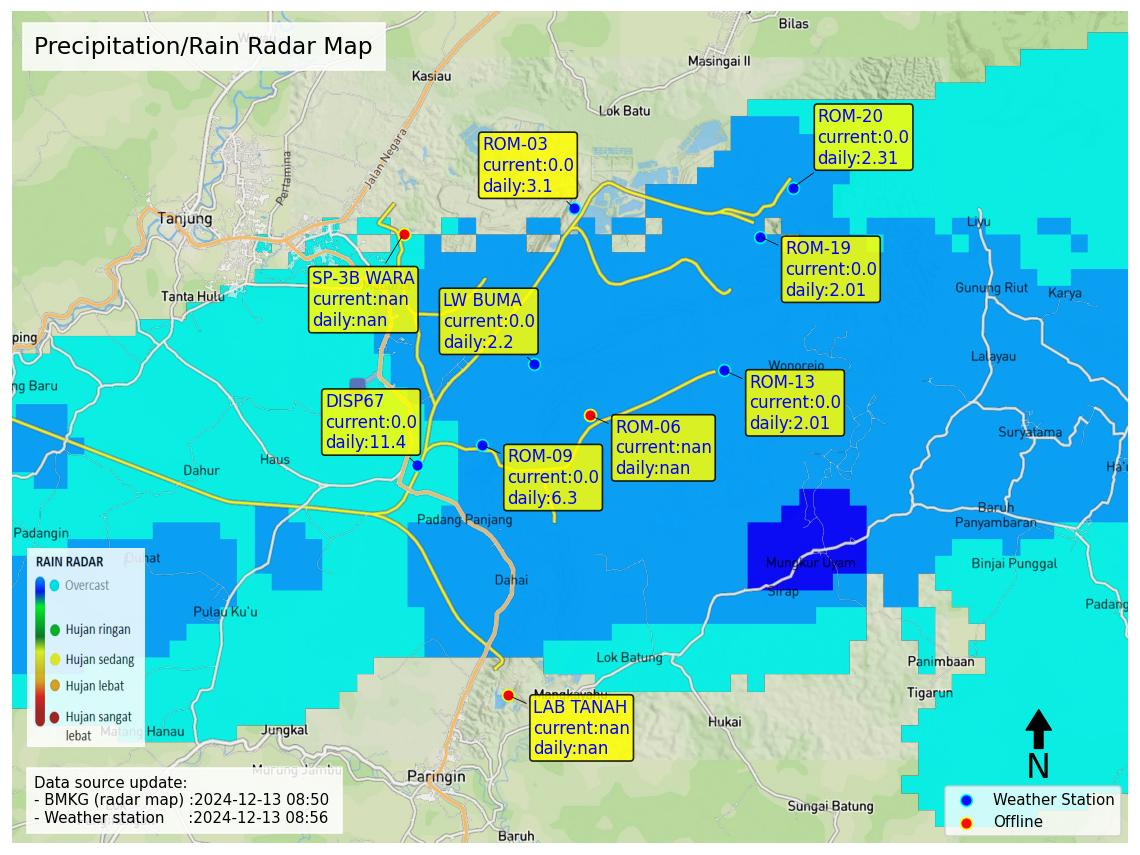 Precipitation/Rain Radar Map
Bilas
Masingai II
Kasiau
Lok Batu
Jalan Negara
Pertamina
Tanjung
Tanta Hulu
ROM-03
current:0.0
daily:3.1
ROM-20
current:0.0
daily:2.31
ROM-19
current:0.0
daily:2.01
SP-3B WARA
current:nan
daily:nan
LW BUMA
current:0.0
daily:2.2
Liyu
Gunung Riut
Karya
Lalayau
ping
ng Baru
Wonorejo
ROM-13
current:0.0
daily:2.01
DISP67
current:0.0
daily:11.4
ROM-06
current:nan
daily:nan
ROM-09
current:0.0
daily:6.3
Suryatama
Ha'u
Dahur
Haus
Padang Panjang
Baruh
Panyambaran
Padangin
Dahai
Mungkur Uyam
Sirap
Binjai Punggal
Padang
Pulau Ku'u
RAIN RADAR
Overcast
Hujan ringan
Hujan sedang
Hujan lebat
Hujan sangat
lebat
Lok Batung
Panimbaan
Tigarun
Mangkayahu
LAB TANAH
current:nan
daily:nan
Hukai
Jungkal
Matang Hanau
Murung Jambu
Paringin
Sungai Batung
Baruh
N
Data source update:
- BMKG (radar map) :2024-12-13 08:50
- Weather station :2024-12-13 08:56
Weather Station
Offline